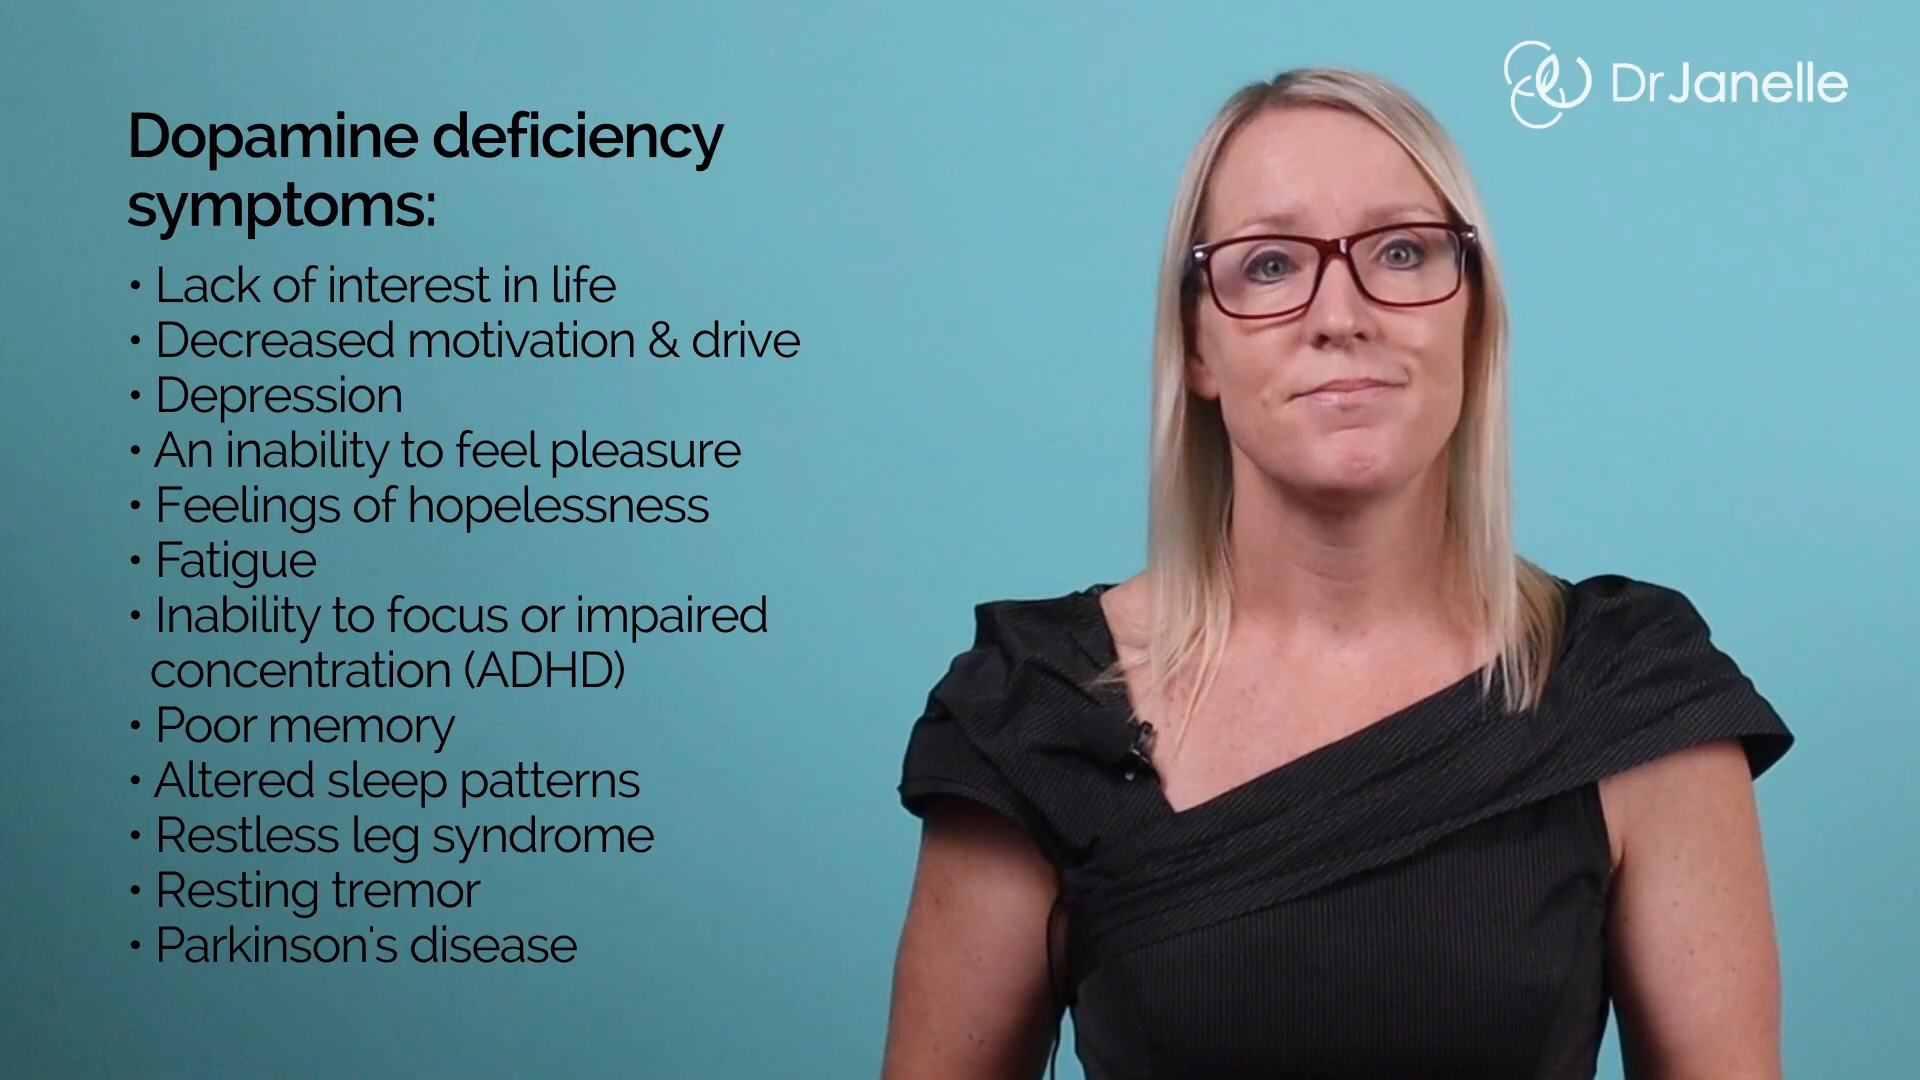 DrJanelle
Dopamine deficiency
symptoms:
• Lack of interest in life
• Decreased motivation & drive
• Depression
• An inability to feel pleasure
• Feelings of hopelessness
• Fatigue
• Inability to focus or impaired
concentration (ADHD)
• Poor memory
• Altered sleep patterns
• Restless leg syndrome
• Resting tremor
• Parkinson's disease